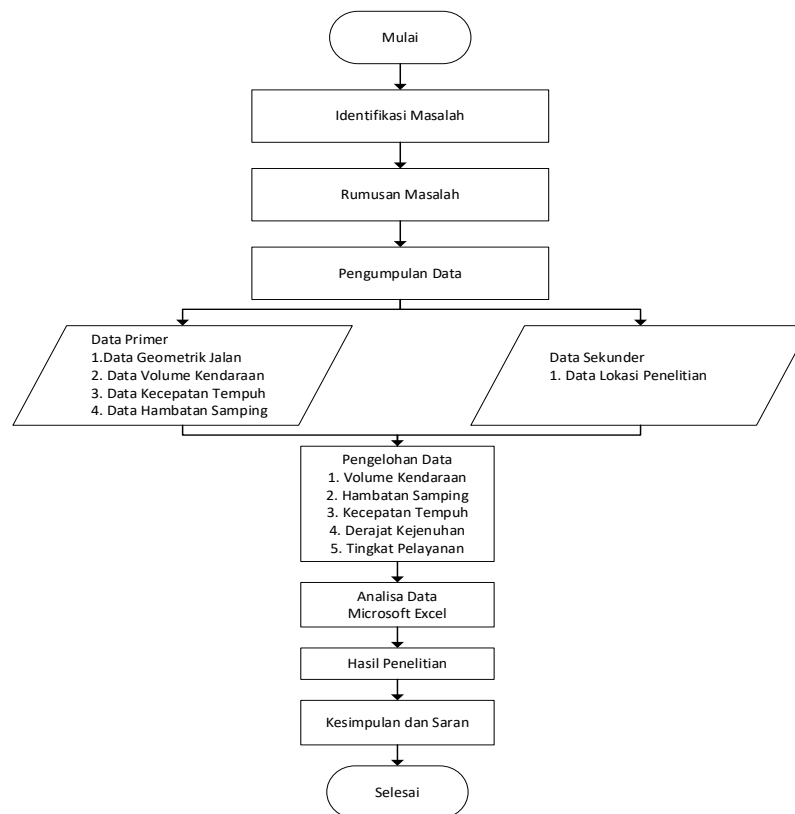 Mulai
Identifikasi Masalah
Rumusan Masalah
Pengumpulan Data
Data Primer
1.Data Geometrik Jalan
2. Data Volume Kendaraan
3. Data Kecepatan Tempuh
4. Data Hambatan Samping
Data Sekunder
1. Data Lokasi Penelitian
Pengelohan Data
1. Volume Kendaraan
2. Hambatan Samping
3. Kecepatan Tempuh
4. Derajat Kejenuhan
5. Tingkat Pelayanan
Analisa Data
Microsoft Excel
Hasil Penelitian
Kesimpulan dan Saran
Selesai